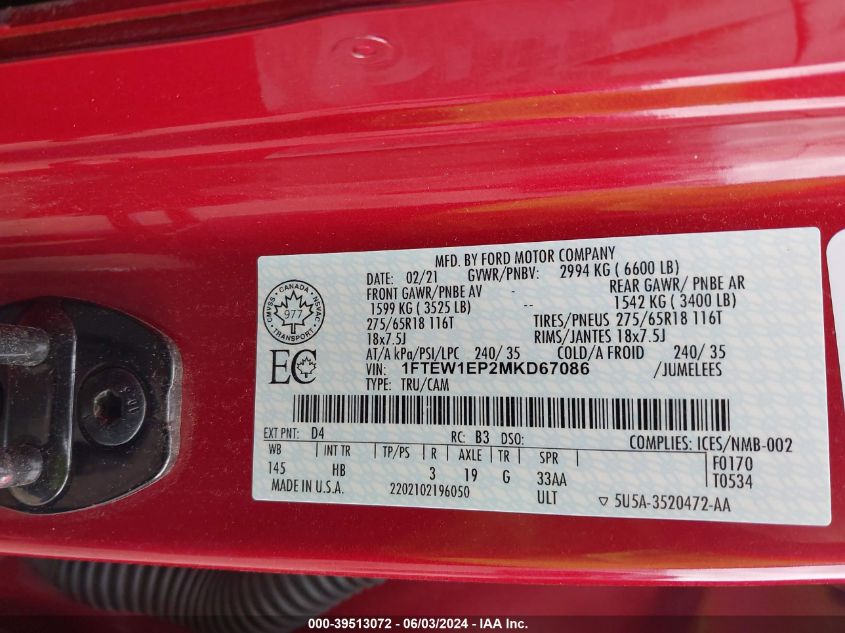 MFD. BY FORD MOTOR COMPANY
DATE: 02/21 GVWR/PNBV: 2994 KG ( 6600 LB)
FRONT GAWR/PNBE AV - REAR GAWR/ PNBE AR
1599 KG ( 3525 LB) -- 1542 KG ( 3400 LB)
275/65R18 116T TIRES/PNEUS 275/65R18 116T
18x7.5J RIMS/JANTES 18x7.5J
AT/A kPa/PSI/LPC 240/ 35 COLD/A FROID 240/ 35
VIN: 1FTEW1EP2MKD67086 /JUMELEES
TYPE: TRU/CAM
CANADA
CMVSS NSVAC
977
TRANSPORT
EC
EXT PNT: D4 RC: B3 DSO: COMPLIES: ICES/NMB-002
WB INT TR TP/PS R AXLE TR SPR F0170
145 HB 3 19 G 33AA T0534
MADE IN U.S.A. 2202102196050 ULT ▽ 5U5A-3520472-AA
000-39513072 - 06/03/2024 - IAA Inc.